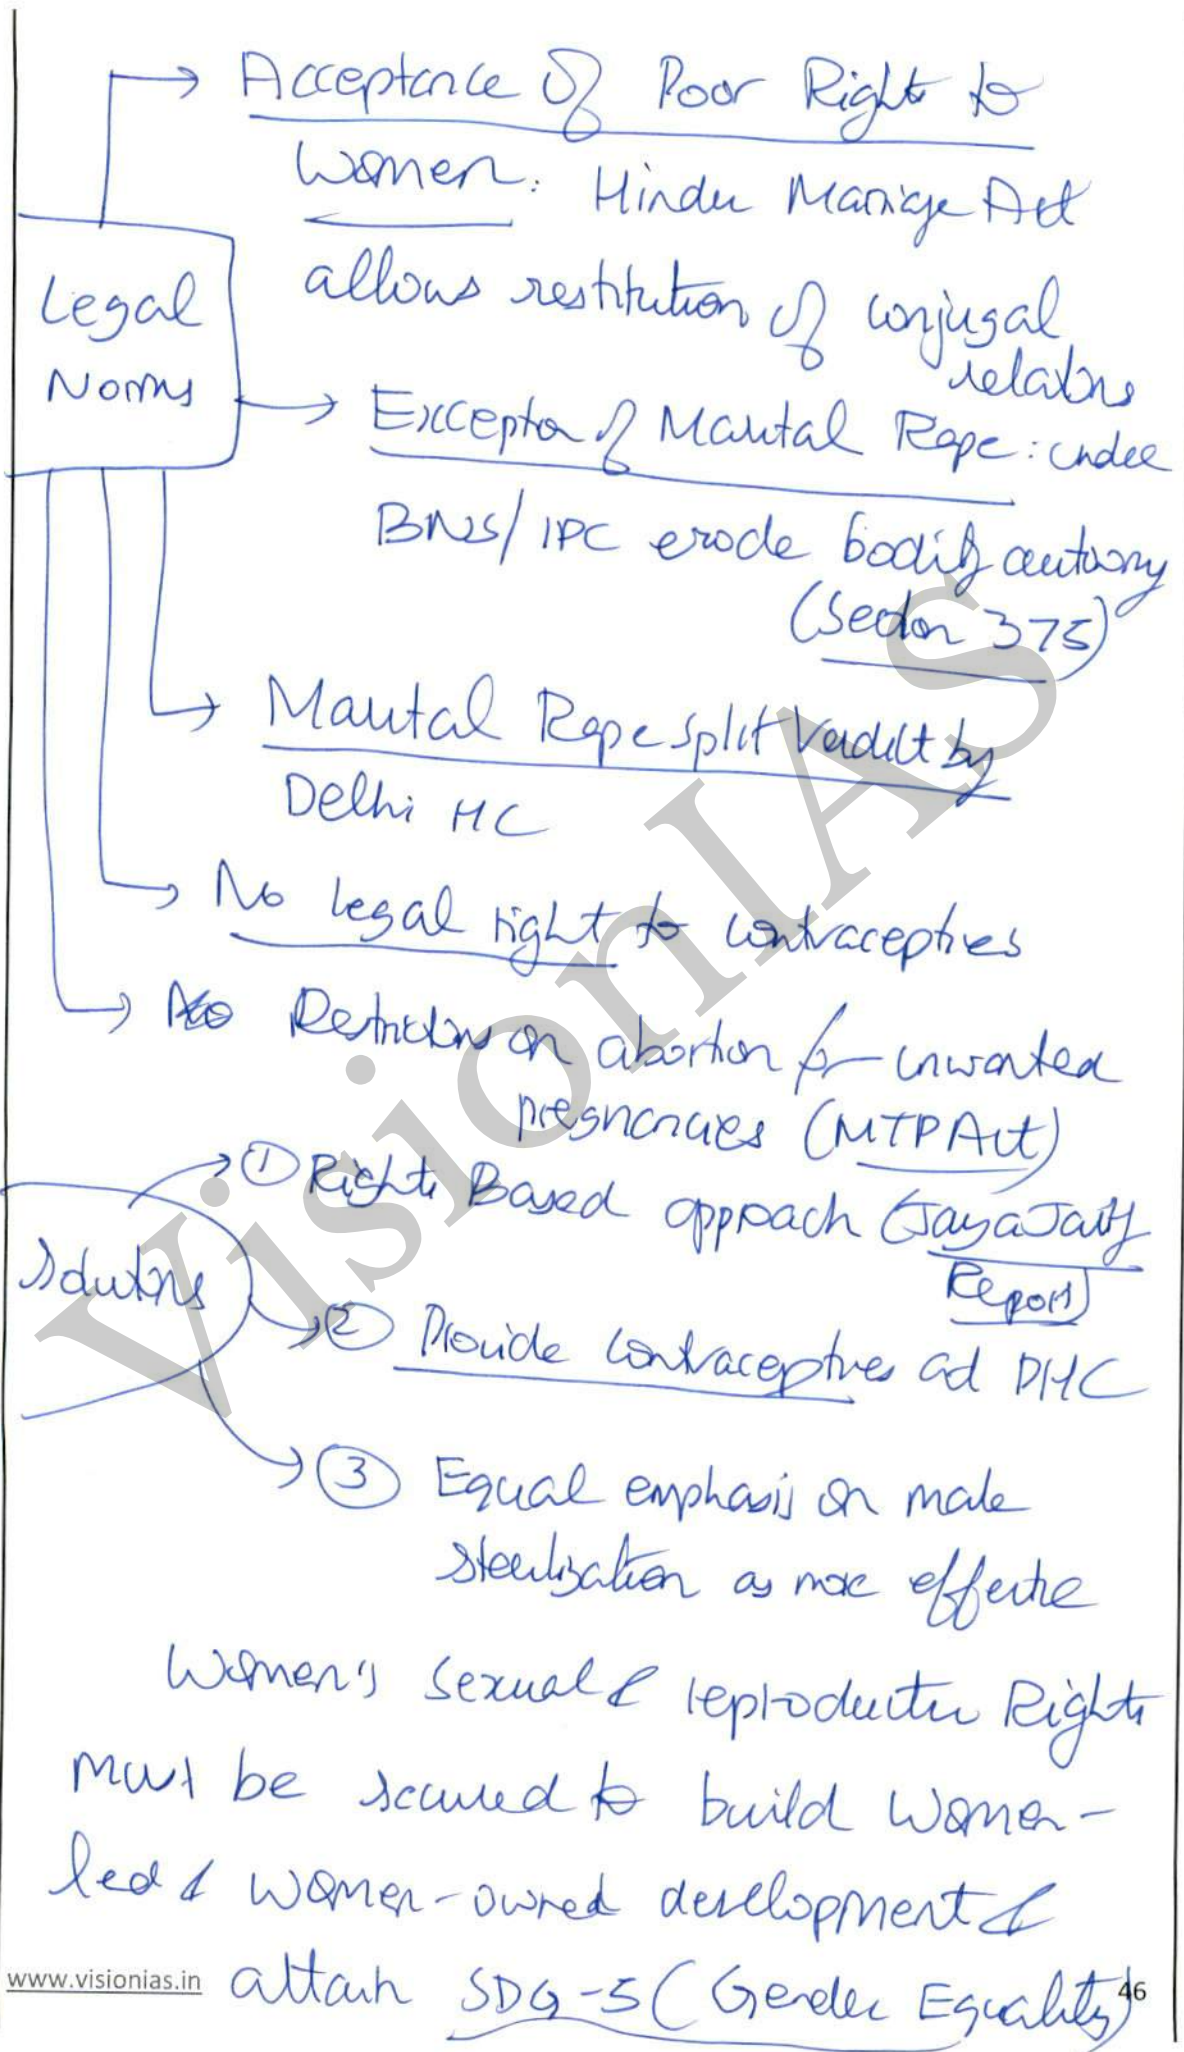 Acceptance of Poor Right to
Women: Hindu Marriage Act
allows restitution of conjugal
relations
Legal
Norms
Exception of Marital Rape: under
BNS/IPC erode bodily autonomy
(Section 375)
Marital Rape split Verdict by
Delhi HC
No legal right to contraceptives
Restrictions on abortion for unwanted
pregnancies (MTP Act)
① Rights Based approach (Jaya Jaitly
Report)
Solutions
② Provide contraceptives ad PHC
③ Equal emphasis on male
sterilization as more effective
Women's sexual & reproductive Rights
must be secured to build women-
led & women-owned development &
attain SDG-5 (Gender Equality)
www.visionias.in
46
VisionIAS